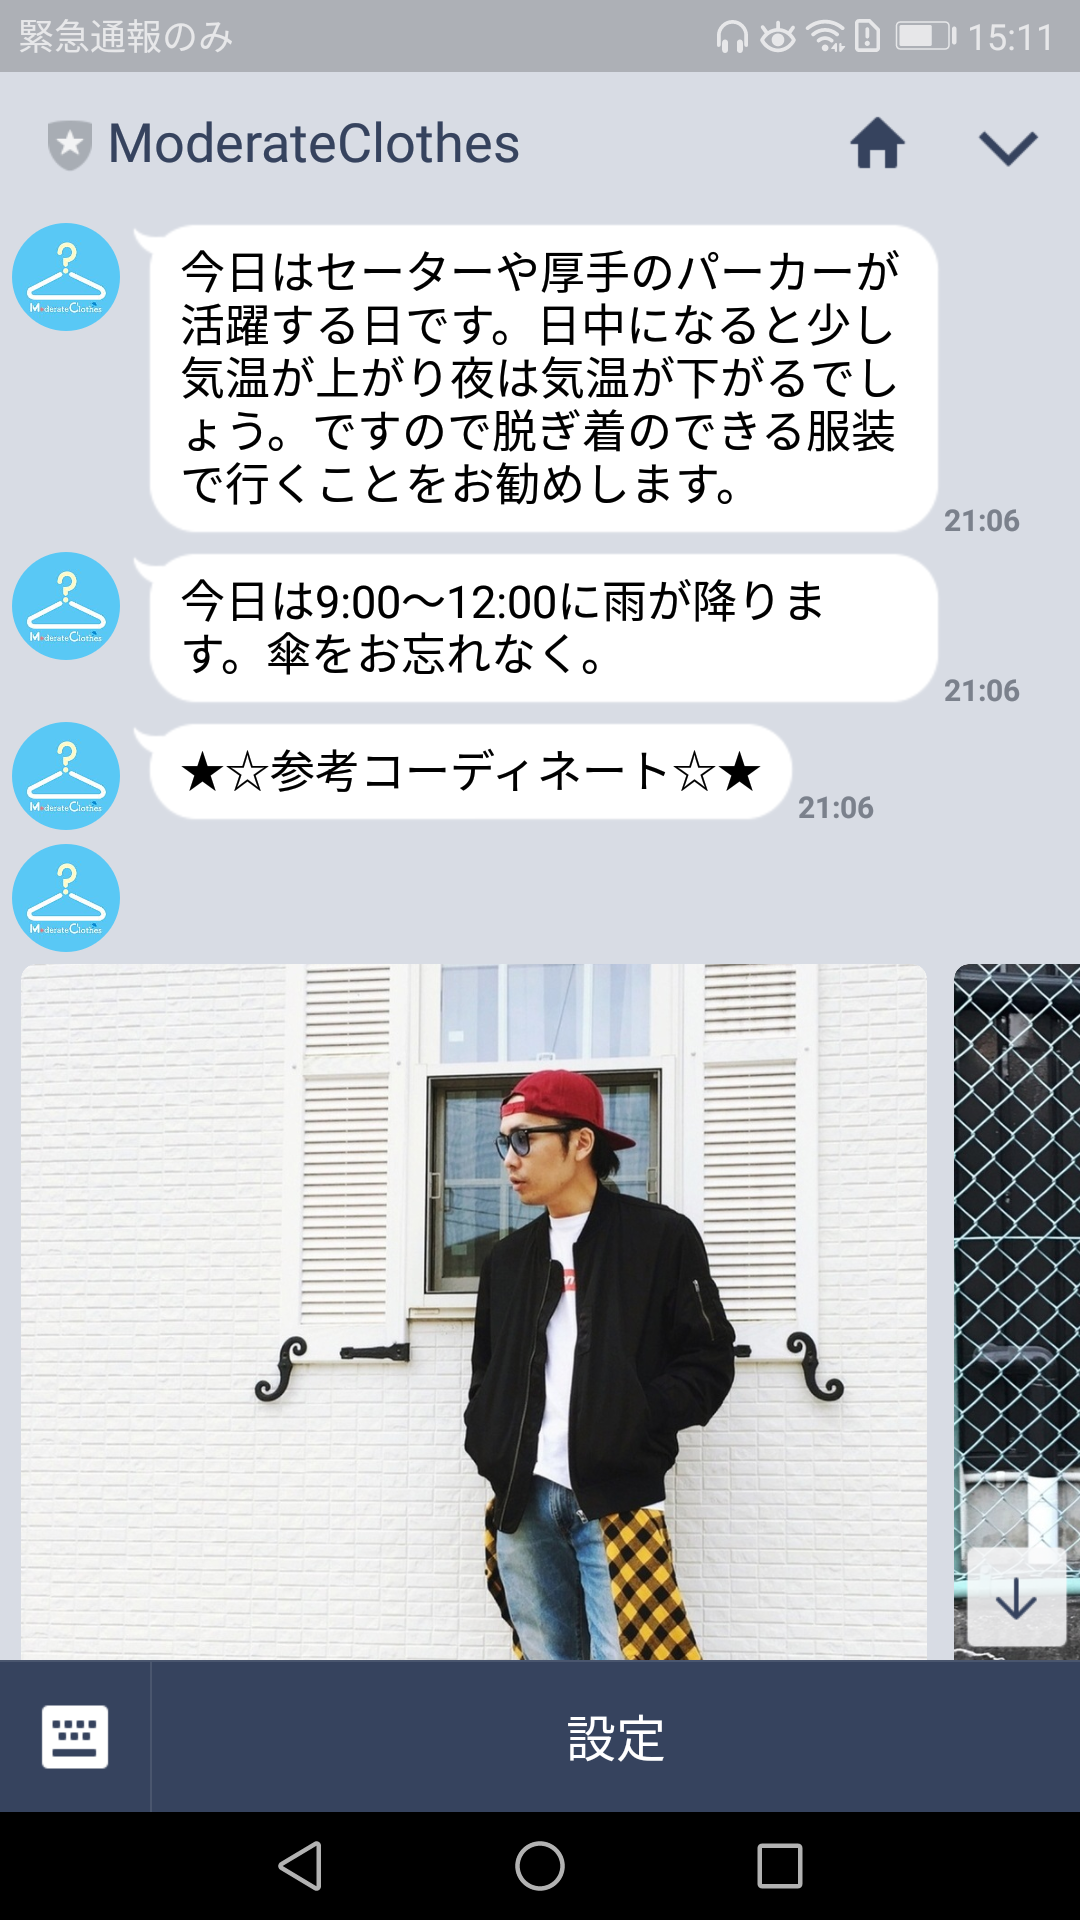 緊急通報のみ
15:11
ModerateClothes
今日はセーターや厚手のパーカーが
活躍する日です。日中になると少し
気温が上がり夜は気温が下がるでし
ょう。ですので脱ぎ着のできる服装
で行くことをお勧めします。
21:06
ModerateClothes
今日は9:00〜12:00に雨が降りま
す。傘をお忘れなく。
21:06
ModerateClothes
★☆参考コーディネート☆★
21:06
ModerateClothes
ModerateClothes
設定